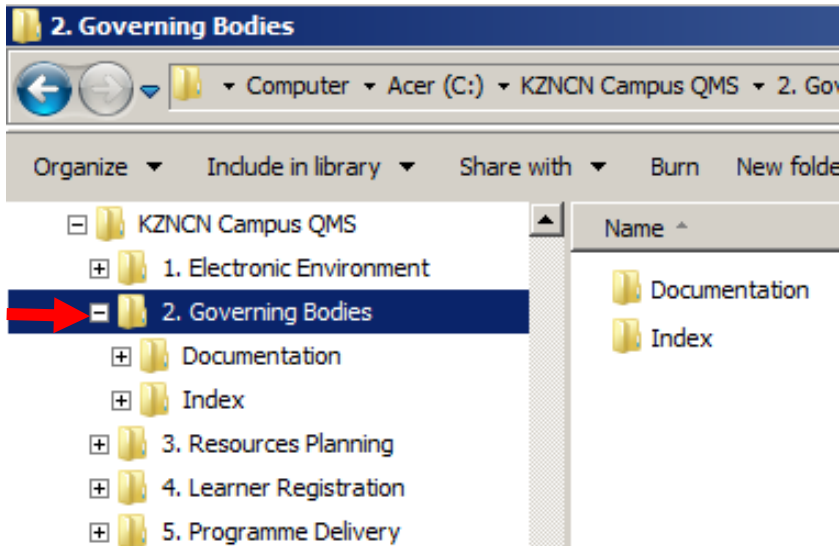 2. Governing Bodies
Computer Acer (C:) KZNCN Campus QMS 2. Gov
Organize Include in library Share with Burn New folde
KZNCN Campus QMS
1. Electronic Environment
2. Governing Bodies
Documentation
Index
3. Resources Planning
4. Learner Registration
5. Programme Delivery
Name
Documentation
Index